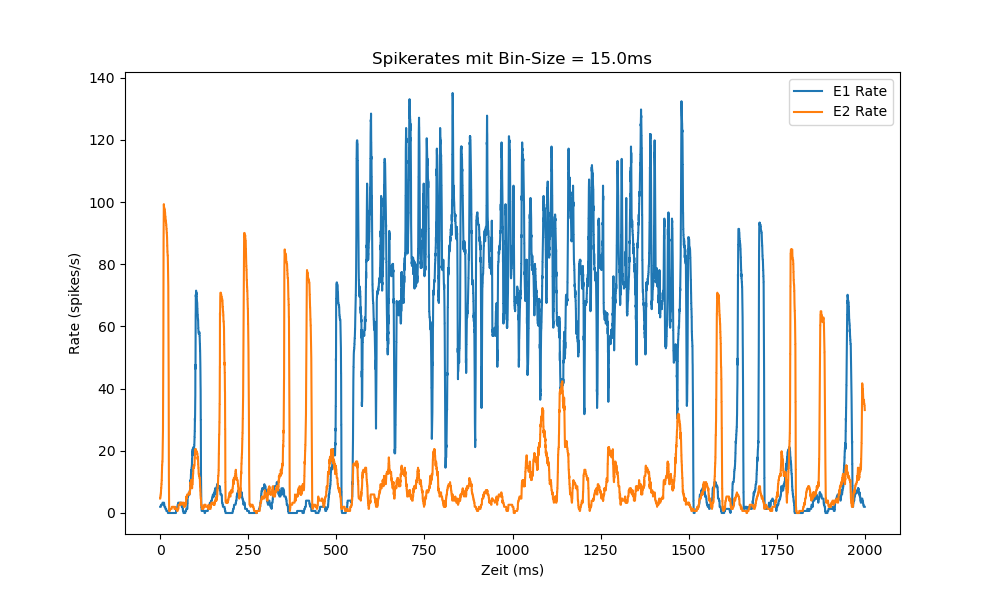 Spikerates mit Bin-Size = 15.0ms
E1 Rate
E2 Rate
Rate (spikes/s)
140
120
100
80
60
40
20
0
0 250 500 750 1000 1250 1500 1750 2000
Zeit (ms)